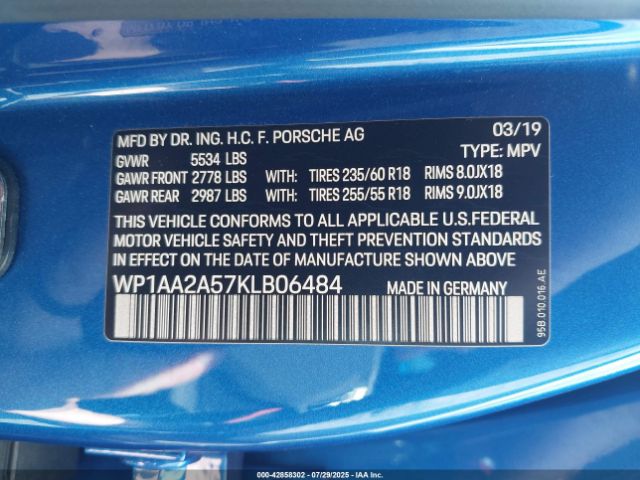 MFD BY DR. ING. H.C. F. PORSCHE AG 03/19
GVWR 5534 LBS TYPE: MPV
GAWR FRONT 2778 LBS WITH: TIRES 235/60 R18 RIMS 8.0JX18
GAWR REAR 2987 LBS WITH: TIRES 255/55 R18 RIMS 9.0JX18
THIS VEHICLE CONFORMS TO ALL APPLICABLE U.S.FEDERAL
MOTOR VEHICLE SAFETY AND THEFT PREVENTION STANDARDS
IN EFFECT ON THE DATE OF MANUFACTURE SHOWN ABOVE
WP1AA2A57KLB06484 MADE IN GERMANY
95B 010 016 AE
000-42858302 - 07/29/2025 - IAA Inc.